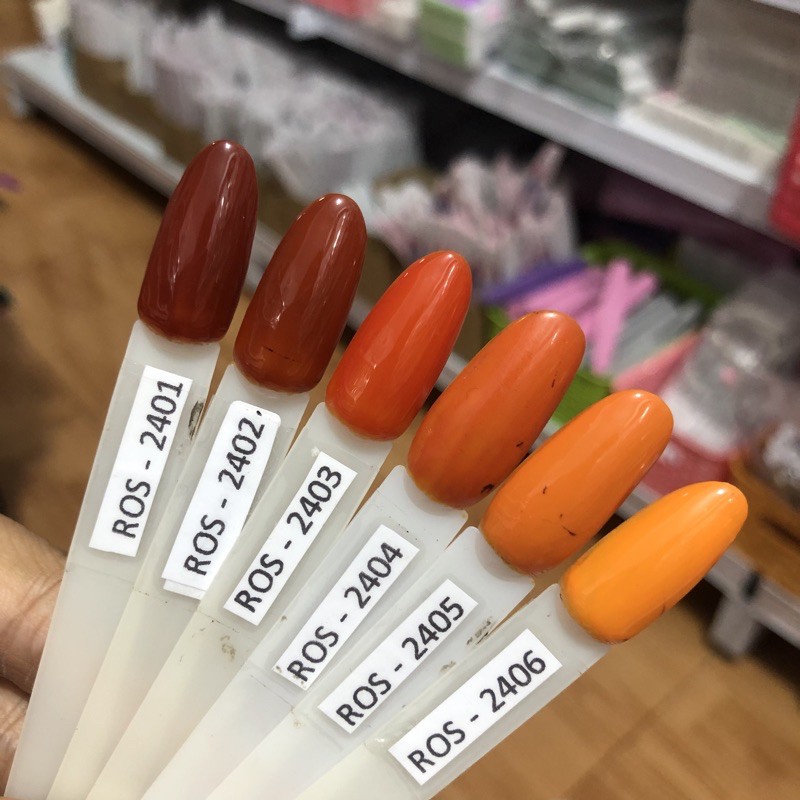 ROS - 2401
ROS - 2402
ROS - 2403
ROS - 2404
ROS - 2405
ROS - 2406